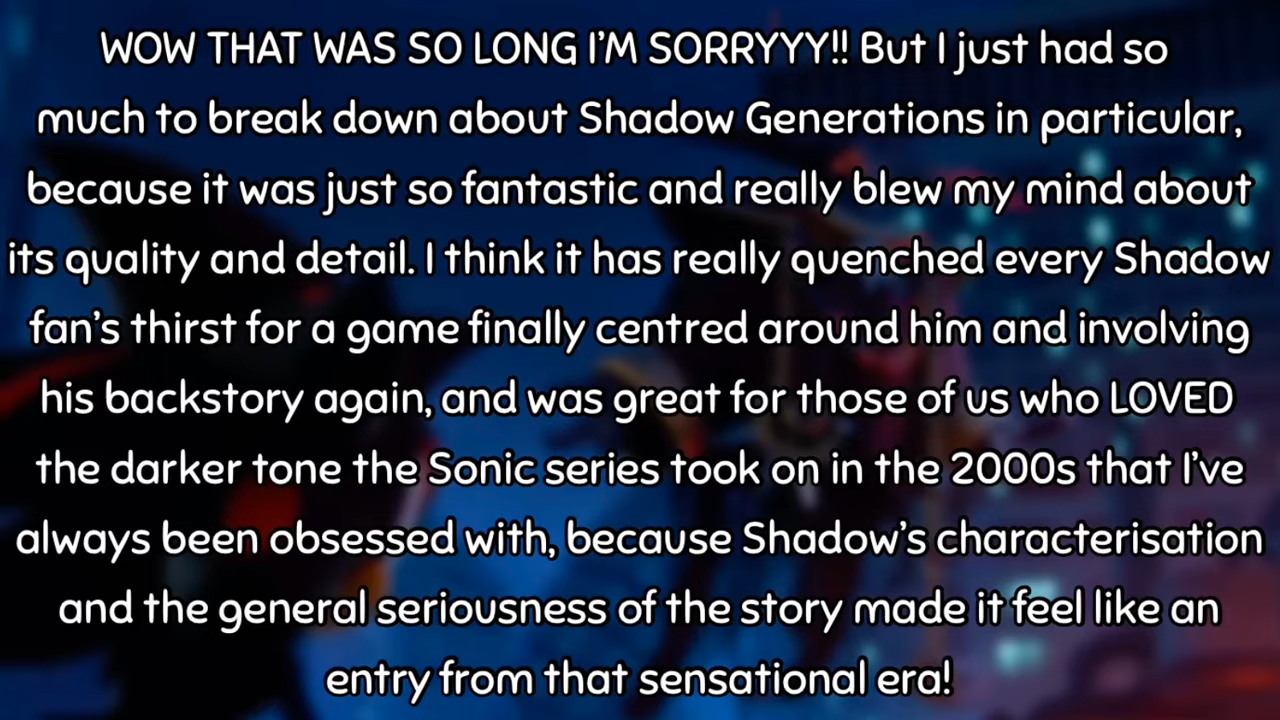 WOW THAT WAS SO LONG I'M SORRYYY!! But I just had so
much to break down about Shadow Generations in particular,
because it was just so fantastic and really blew my mind about
its quality and detail. I think it has really quenched every Shadow
fan's thirst for a game finally centred around him and involving
his backstory again, and was great for those of us who LOVED
the darker tone the Sonic series took on in the 2000s that I've
always been obsessed with, because Shadow's characterisation
and the general seriousness of the story made it feel like an
entry from that sensational era!